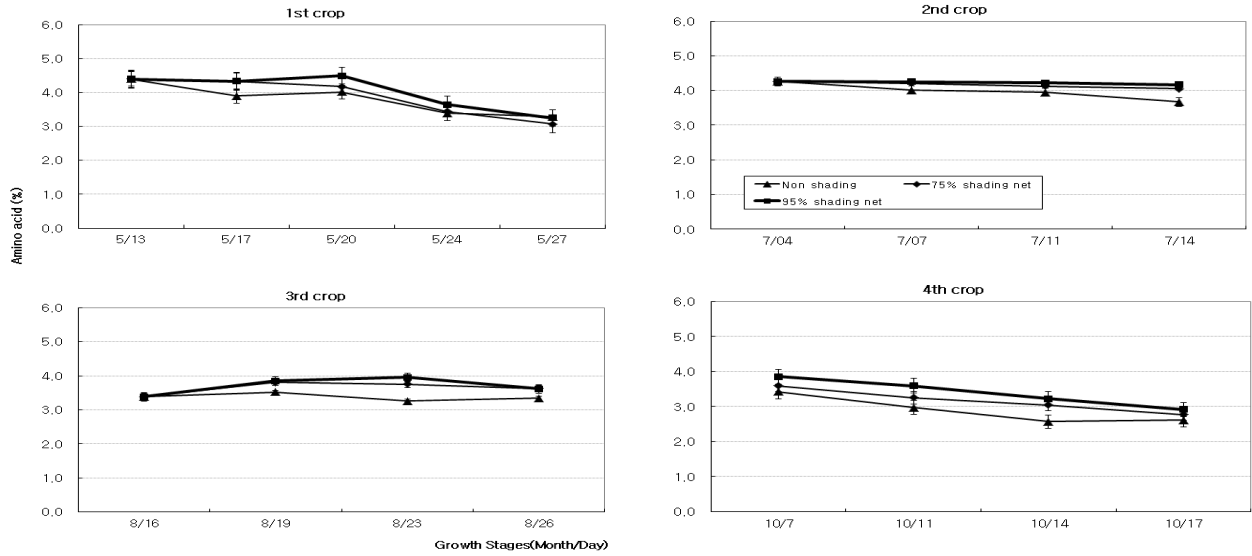 1st crop
6,0
5,0
4,0
3,0
2,0
1,0
0,0
5/13 5/17 5/20 5/24 5/27
Amino acid (%)
2nd crop
6,0
5,0
4,0
3,0
2,0
1,0
0,0
Non shading 75% shading net
95% shading net
7/04 7/07 7/11 7/14
3rd crop
6,0
5,0
4,0
3,0
2,0
1,0
0,0
8/16 8/19 8/23 8/26
Growth Stages(Month/Day)
4th crop
6,0
5,0
4,0
3,0
2,0
1,0
0,0
10/7 10/11 10/14 10/17